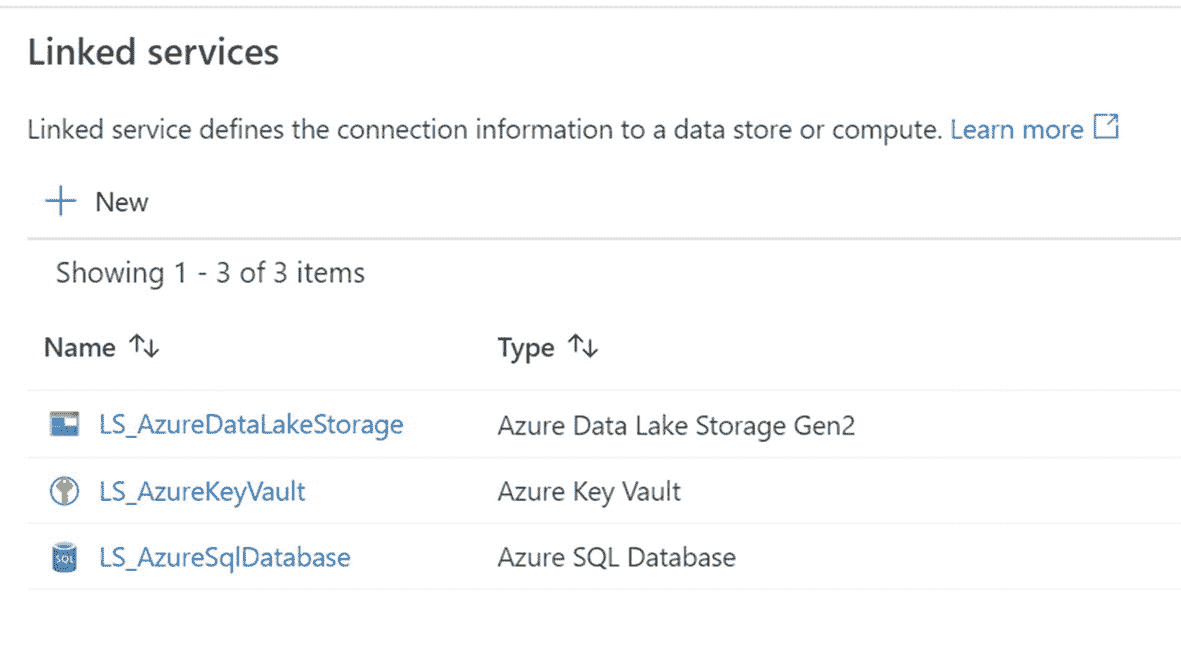 Linked services
Linked service defines the connection information to a data store or compute. Learn more
New
Showing 1 - 3 of 3 items
Name Type
LS_AzureDataLakeStorage Azure Data Lake Storage Gen2
LS_AzureKeyVault Azure Key Vault
SQL LS_AzureSqlDatabase Azure SQL Database